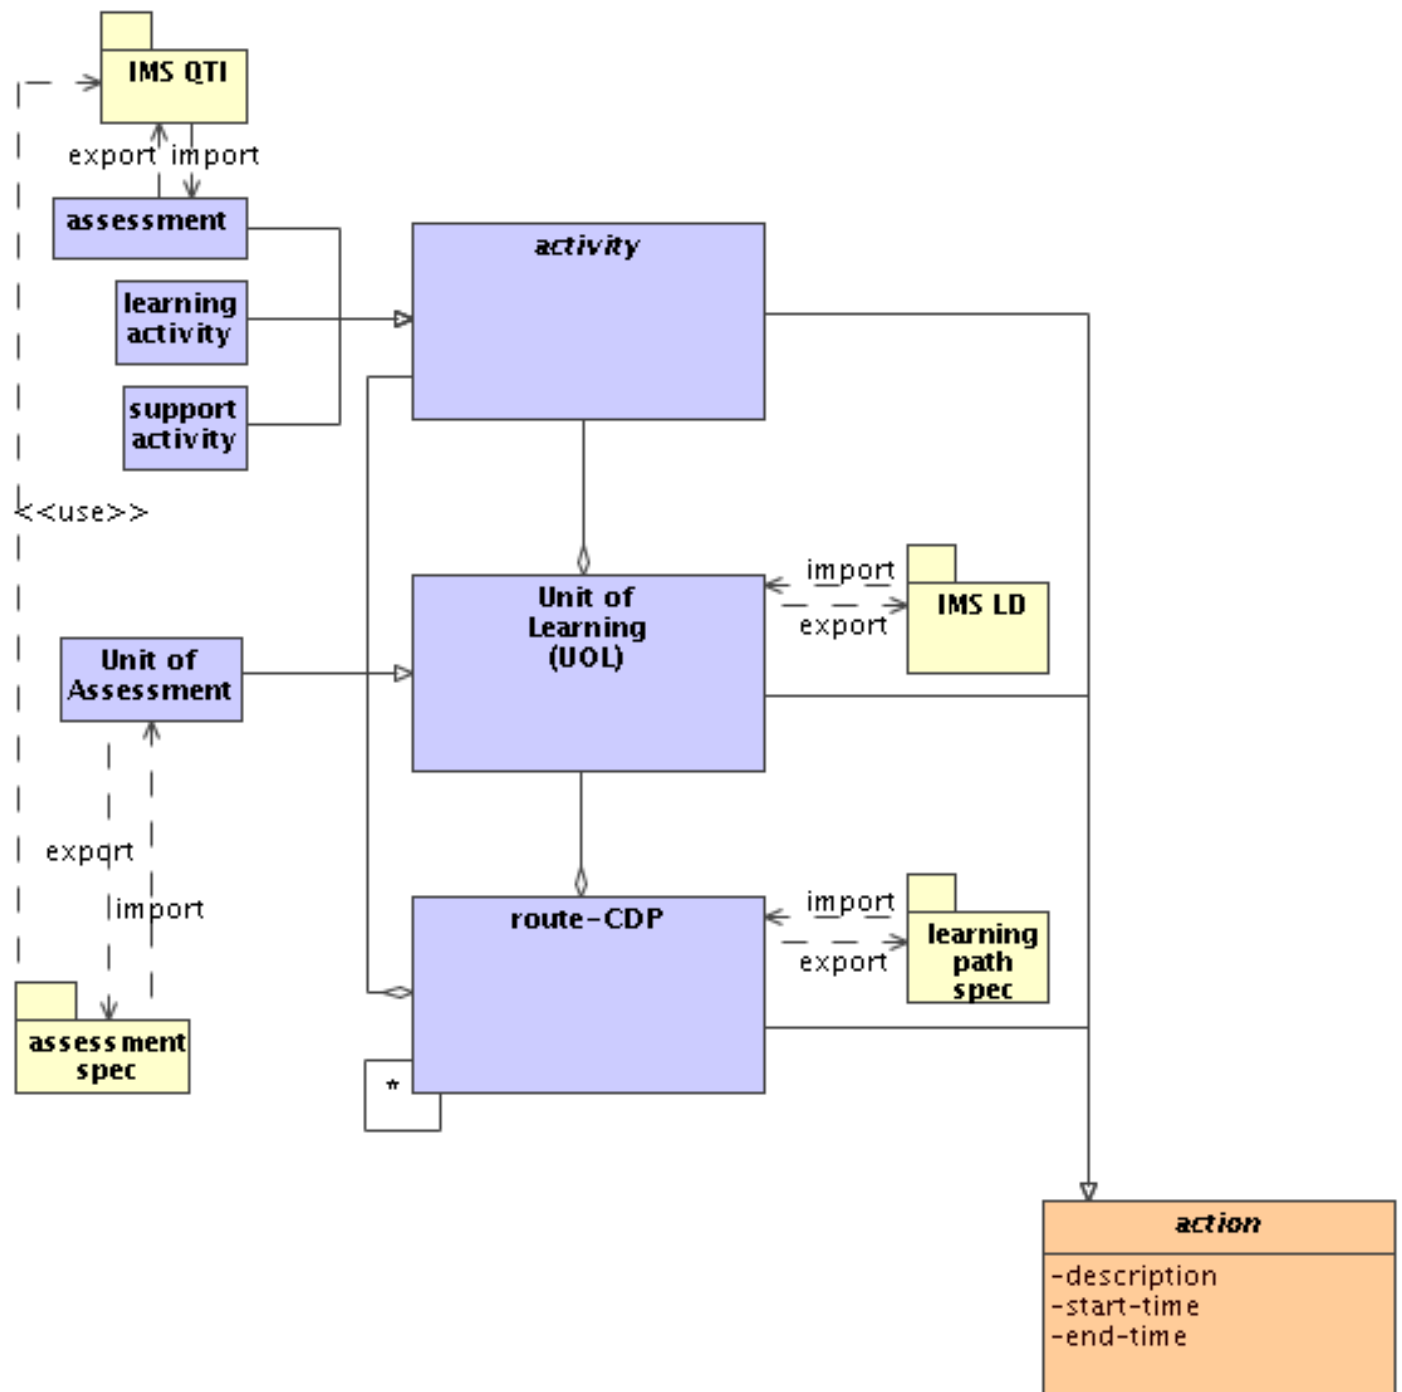 IMS QTI
export import
assessment
activity
learning
activity
support
activity
<<use>>
import
IMS LD
export
Unit of
Learning
(UOL)
Unit of
Assessment
export
import
route-CDP
import
learning
path
spec
export
assessment
spec
*
action
-description
-start-time
-end-time